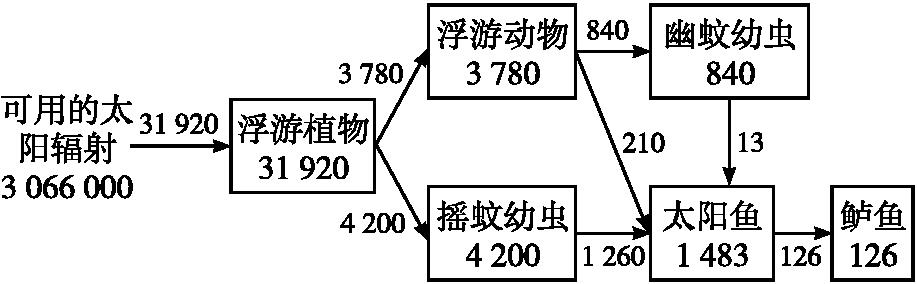 可用的太
阳辐射
3 066 000
31 920
浮游植物
31 920
3 780
4 200
浮游动物
3 780
摇蚊幼虫
4 200
840
210
1 260
幽蚊幼虫
840
13
太阳鱼
1 483
126
鲈鱼
126